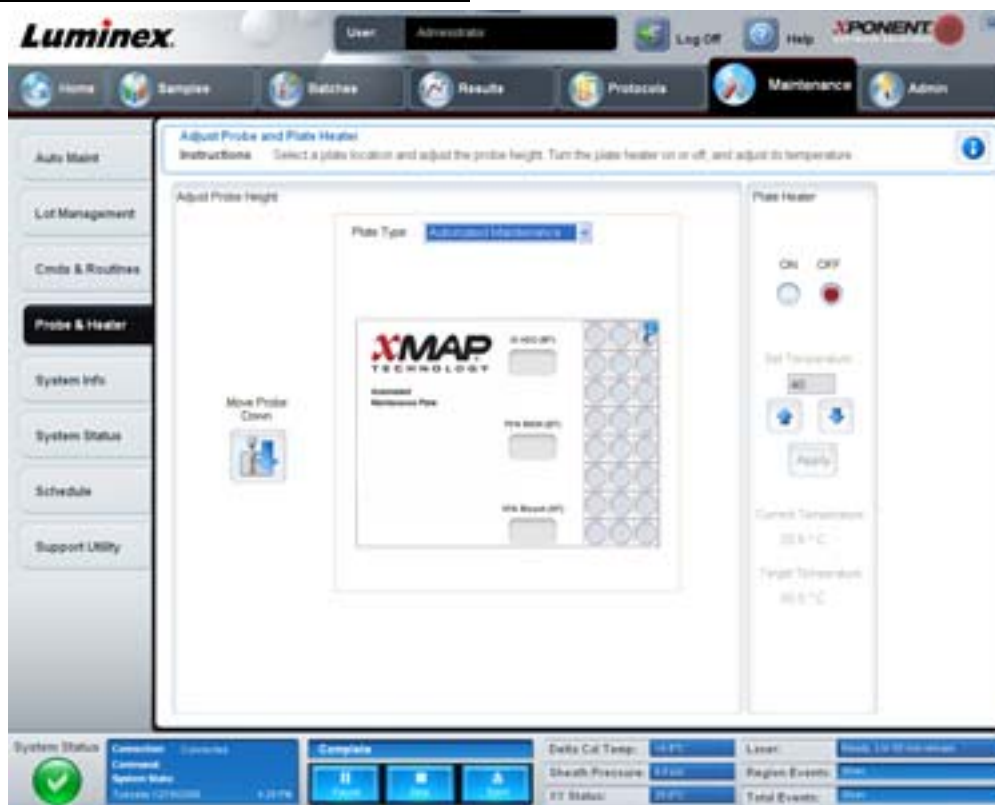 Luminex
User
Administrator
Log Off
Help
XPONENT
Home
Samples
Batches
Results
Protocols
Maintenance
Admin
Adjust Probe and Plate Heater
Instructions Select a plate location and adjust the probe height. Turn the plate heater on or off, and adjust its temperature.
Auto Maint
Lot Management
Cmds & Routines
Probe & Heater
System Info
System Status
Schedule
Support Utility
Adjust Probe Height
Plate Type
Automated Maintenance
Move Probe
Down
XMAP
TECHNOLOGY
Automated
Maintenance Plate
Plate Heater
ON OFF
Set Temperature
40
Apply
Current Temperature
Target Temperature
System Status
Connection Connected
Command
System State
Complete
Pause
Stop
Eject
Delta Cal Temp:
Sheath Pressure:
XY Status:
Laser:
Region Events:
Total Events: